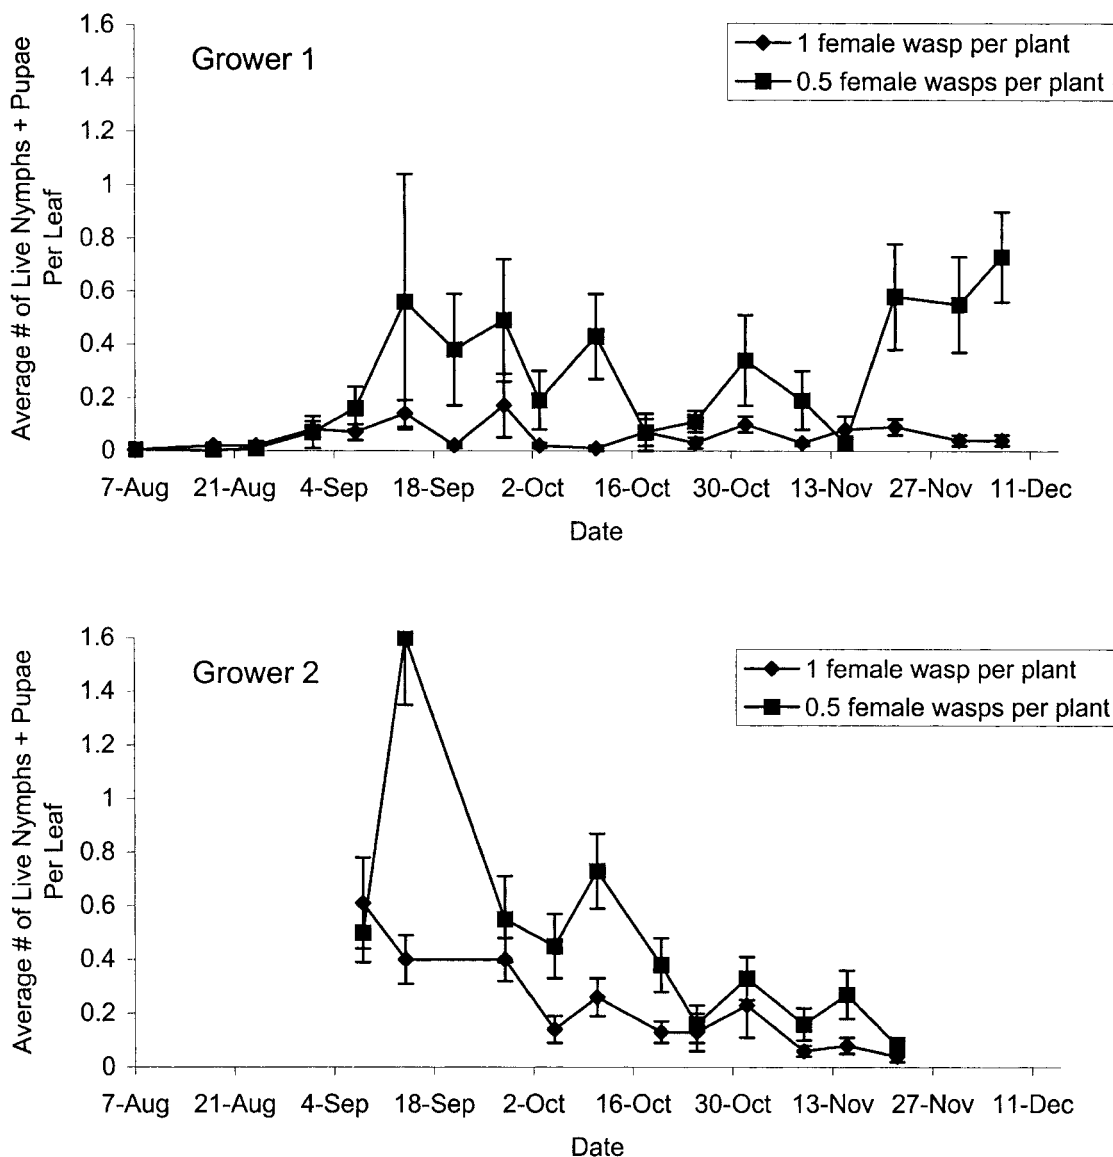 Grower 1
1 female wasp per plant
0.5 female wasps per plant
Average # of Live Nymphs + Pupae
Per Leaf
1.6
1.4
1.2
1
0.8
0.6
0.4
0.2
0
7-Aug 21-Aug 4-Sep 18-Sep 2-Oct 16-Oct 30-Oct 13-Nov 27-Nov 11-Dec
Date
Grower 2
1 female wasp per plant
0.5 female wasps per plant
Average # of Live Nymphs + Pupae
Per Leaf
1.6
1.4
1.2
1
0.8
0.6
0.4
0.2
0
7-Aug 21-Aug 4-Sep 18-Sep 2-Oct 16-Oct 30-Oct 13-Nov 27-Nov 11-Dec
Date